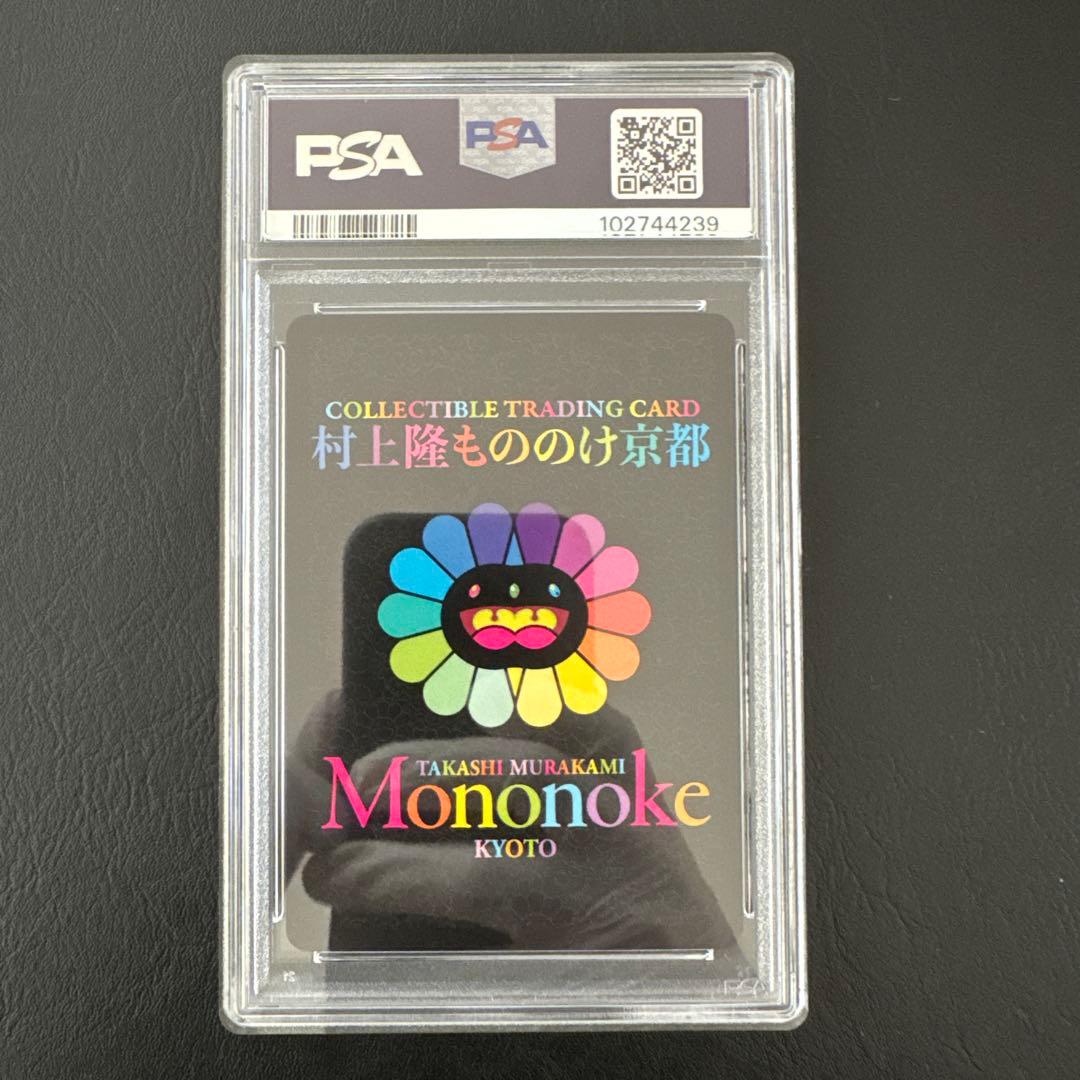 PSA
PSA
102744239
COLLECTIBLE TRADING CARD
村上隆もののけ京都
TAKASHI MURAKAMI
Mononoke
KYOTO
PSA